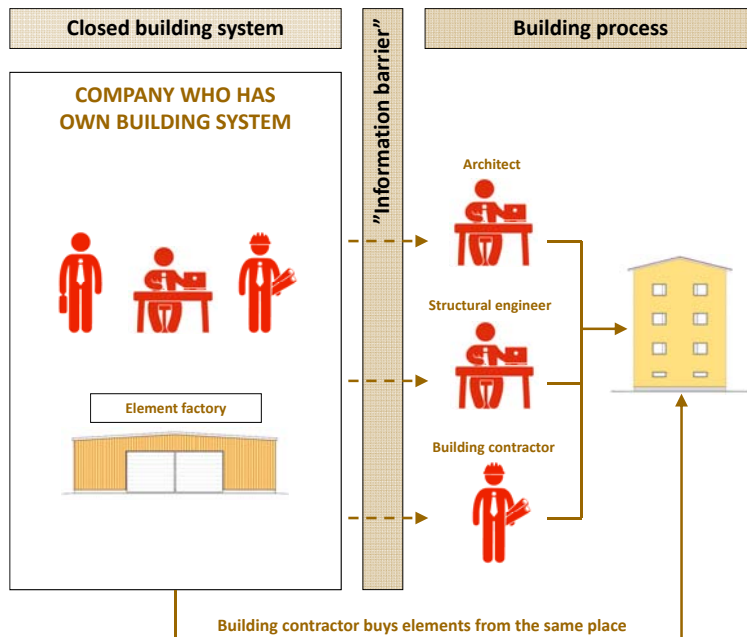 Closed building system
Building process
COMPANY WHO HAS
OWN BUILDING SYSTEM
”Information barrier”
Architect
Structural engineer
Element factory
Building contractor
Building contractor buys elements from the same place